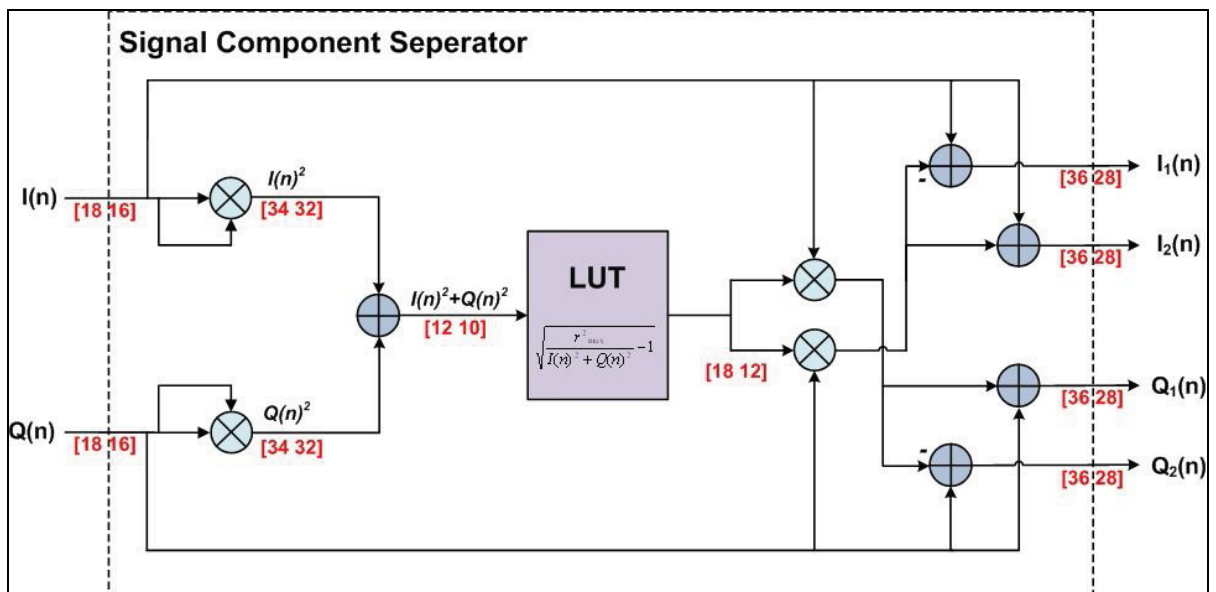 Signal Component Seperator
I(n)
[18 16]
I(n)²
[34 32]
I(n)²+Q(n)²
[12 10]
Q(n)
[18 16]
Q(n)²
[34 32]
LUT
√(r²max / (I(n)² + Q(n)²) −1)
[18 12]
-
[36 28]
I₁(n)
[36 28]
I₂(n)
[36 28]
Q₁(n)
-
[36 28]
Q₂(n)